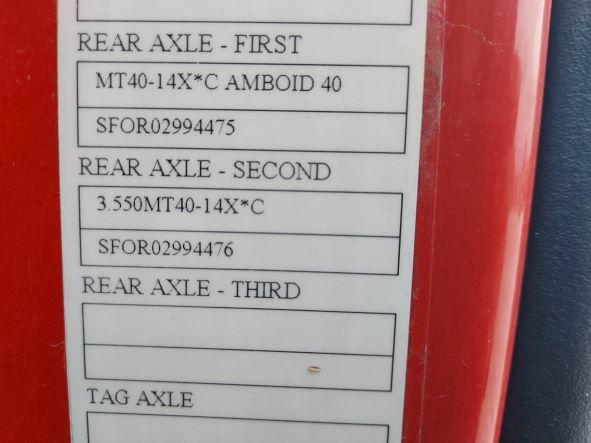 REAR AXLE - FIRST
MT40-14X*C AMBOID 40
SFOR02994475
REAR AXLE - SECOND
3.550MT40-14X*C
SFOR02994476
REAR AXLE - THIRD
TAG AXLE